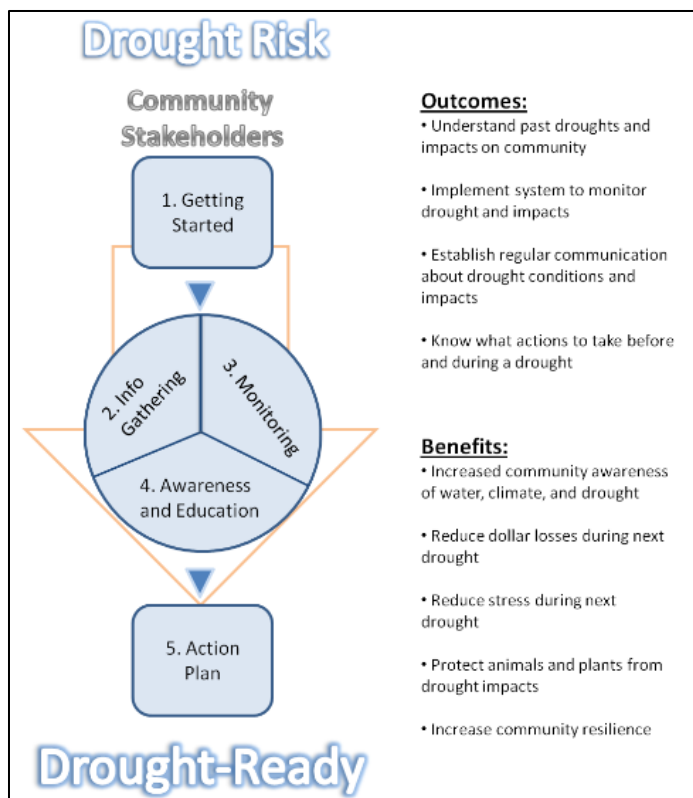 Drought Risk
Community
Stakeholders
1. Getting
Started
2. Info
Gathering
3. Monitoring
4. Awareness
and Education
5. Action
Plan
Drought-Ready
Outcomes:
• Understand past droughts and
impacts on community
• Implement system to monitor
drought and impacts
• Establish regular communication
about drought conditions and
impacts
• Know what actions to take before
and during a drought
Benefits:
• Increased community awareness
of water, climate, and drought
• Reduce dollar losses during next
drought
• Reduce stress during next
drought
• Protect animals and plants from
drought impacts
• Increase community resilience